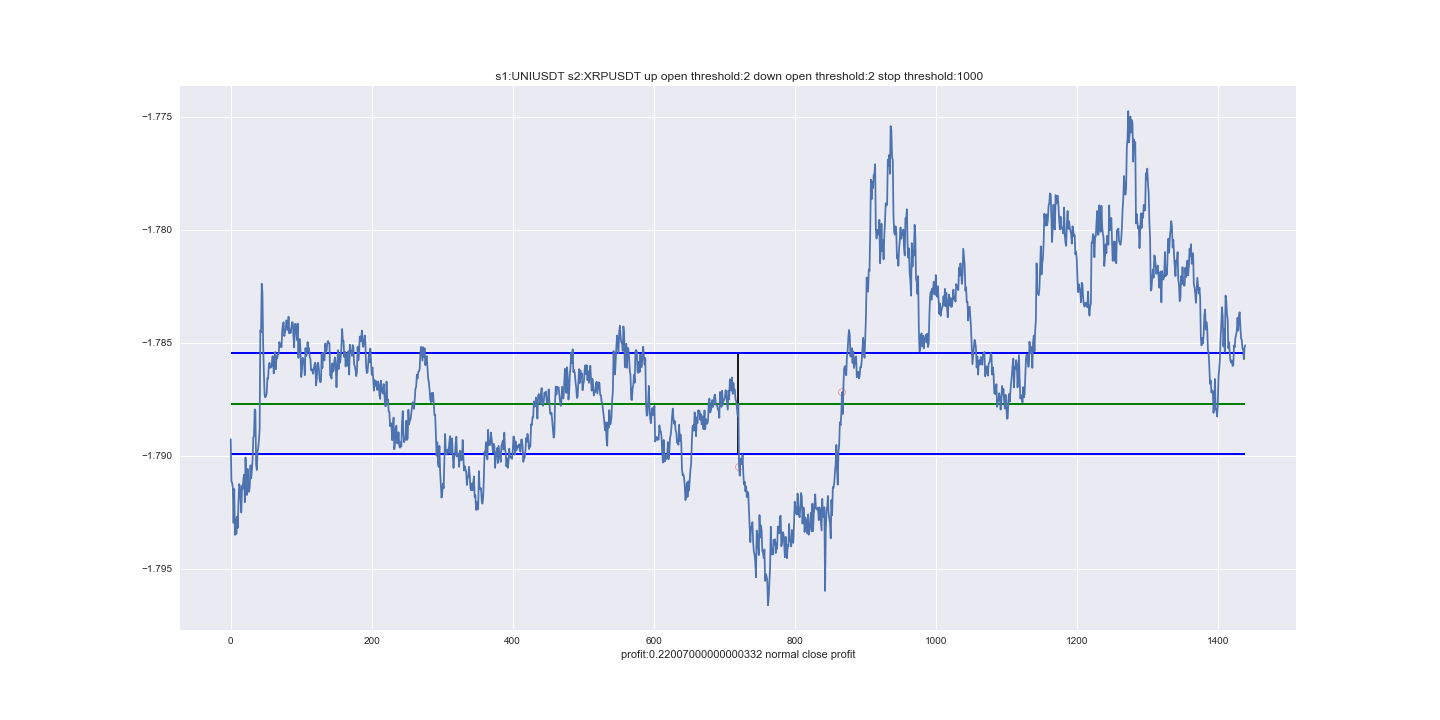 s1:UNIUSDT s2:XRPUSDT up open threshold:2 down open threshold:2 stop threshold:1000
−1.775
−1.780
−1.785
−1.790
−1.795
0 200 400 600 800 1000 1200 1400
profit:0.22007000000000332 normal close profit